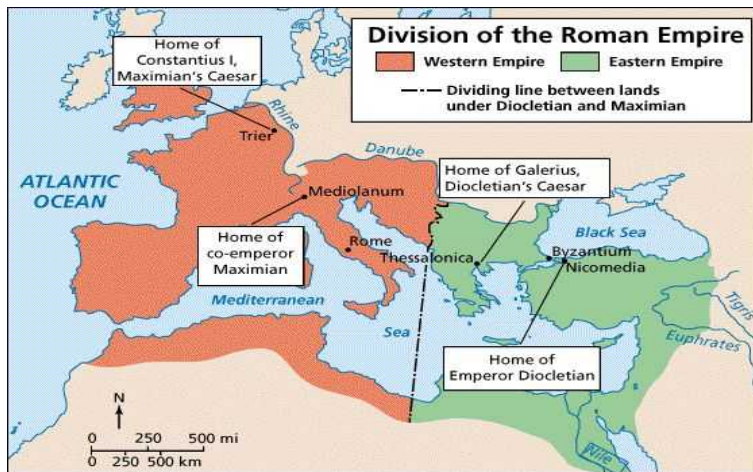 Division of the Roman Empire
Western Empire
Eastern Empire
Dividing line between lands
under Diocletian and Maximian
Home of
Constantius I,
Maximian's Caesar
Rhine
Trier
Danube
Home of Galerius,
Diocletian's Caesar
ATLANTIC
OCEAN
Mediolanum
Black Sea
Home of
co-emperor
Maximian
Rome
Thessalonica
Byzantium
Nicomedia
Mediterranean
Sea
Tigris
Euphrates
Home of
Emperor Diocletian
N
0 250 500 mi
0 250 500 km
Nile